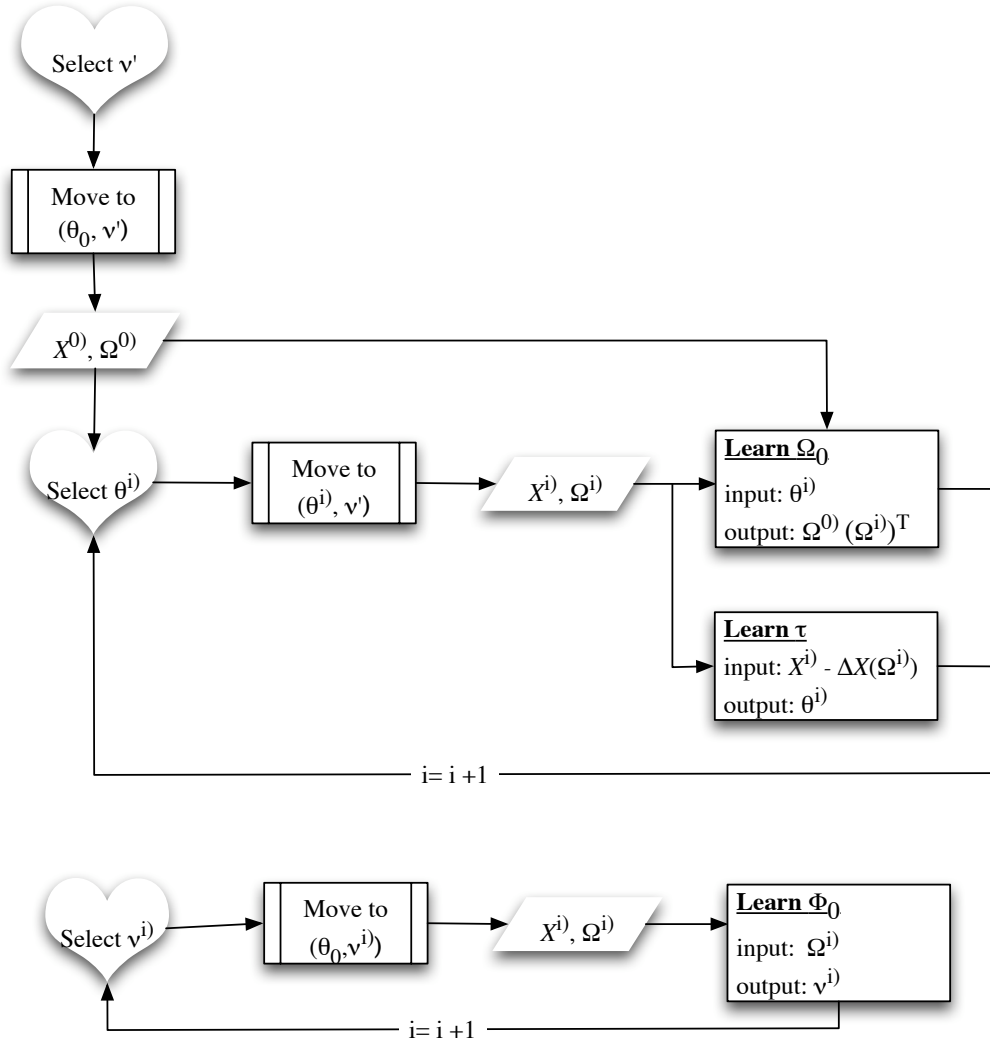 Select ν'
Move to
(θ₀, ν')
X⁰⁾, Ω⁰⁾
Select θⁱ⁾
Move to
(θⁱ⁾, ν')
Xⁱ⁾, Ωⁱ⁾
Learn Ω₀
input: θⁱ⁾
output: Ω⁰⁾ (Ωⁱ⁾)ᵀ
Learn τ
input: Xⁱ⁾ - ΔX(Ωⁱ⁾)
output: θⁱ⁾
i= i +1
Select νⁱ⁾
Move to
(θ₀,νⁱ⁾)
Xⁱ⁾, Ωⁱ⁾
Learn Φ₀
input: Ωⁱ⁾
output: νⁱ⁾
i= i +1